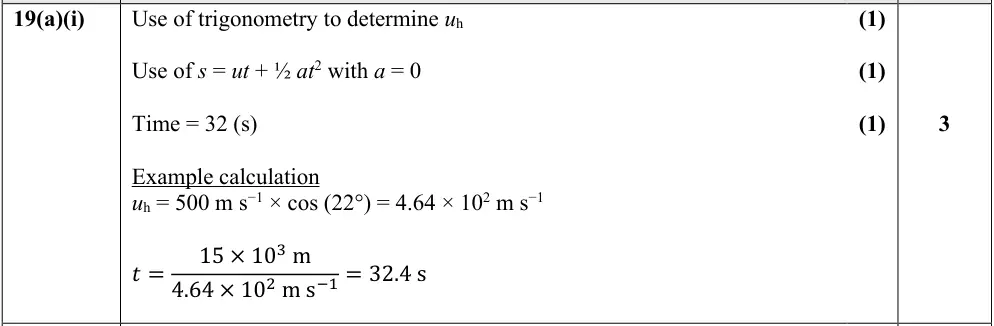 19(a)(i) Use of trigonometry to determine uₕ (1)
Use of s = ut + ½ at² with a = 0 (1)
Time = 32 (s) (1) 3
Example calculation
uₕ = 500 m s⁻¹ × cos (22°) = 4.64 × 10² m s⁻¹
t = 15 × 10³ m / 4.64 × 10² m s⁻¹ = 32.4 s